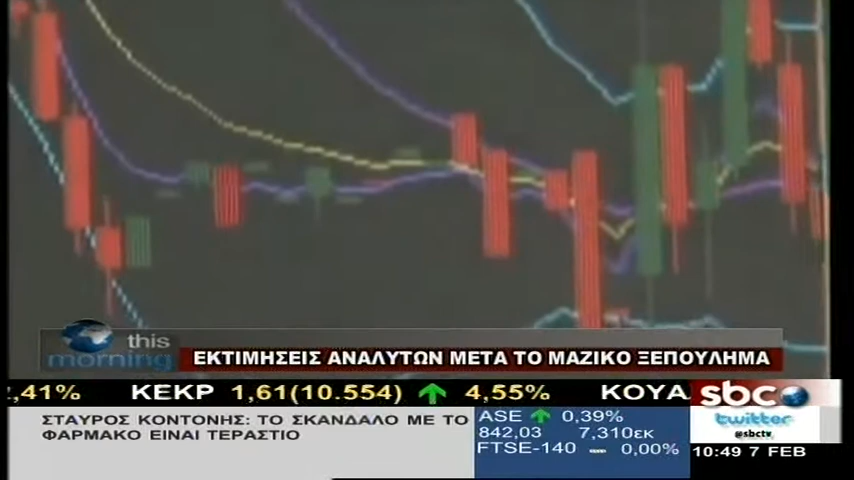 this
morning
ΕΚΤΙΜΗΣΕΙΣ ΑΝΑΛΥΤΩΝ ΜΕΤΑ ΤΟ ΜΑΖΙΚΟ ΞΕΠΟΥΛΗΜΑ
2,41% ΚΕΚΡ 1,61(10.554) 4,55% ΚΟΥΑ
sbc
ΣΤΑΥΡΟΣ ΚΟΝΤΟΝΗΣ: ΤΟ ΣΚΑΝΔΑΛΟ ΜΕ ΤΟ
ΦΑΡΜΑΚΟ ΕΙΝΑΙ ΤΕΡΑΣΤΙΟ
ASE 0,39%
842,03 7,310εκ
FTSE-140 0,00%
twitter
@sbctv
10:49 7 FEB